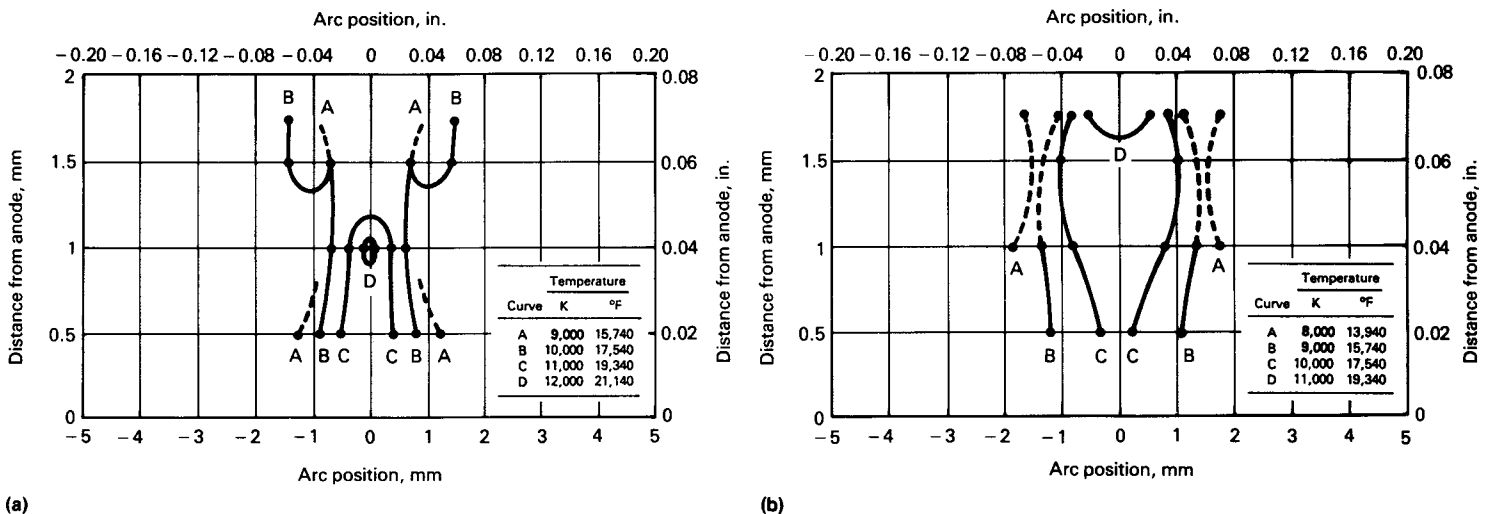 Arc position, in.
−0.20 −0.16 −0.12 −0.08 −0.04 0 0.04 0.08 0.12 0.16 0.20
2 0.08
1.5 0.06
1 0.04
0.5 0.02
0 0
Distance from anode, mm
Distance from anode, in.
B A A B
D
A B C C B A
Temperature
Curve K °F
A 9,000 15,740
B 10,000 17,540
C 11,000 19,340
D 12,000 21,140
−5 −4 −3 −2 −1 0 1 2 3 4 5
Arc position, mm
(a)
Arc position, in.
−0.20 −0.16 −0.12 −0.08 −0.04 0 0.04 0.08 0.12 0.16 0.20
2 0.08
1.5 0.06
1 0.04
0.5 0.02
0 0
Distance from anode, mm
Distance from anode, in.
D
A A
B C C B
Temperature
Curve K °F
A 8,000 13,940
B 9,000 15,740
C 10,000 17,540
D 11,000 19,340
−5 −4 −3 −2 −1 0 1 2 3 4 5
Arc position, mm
(b)